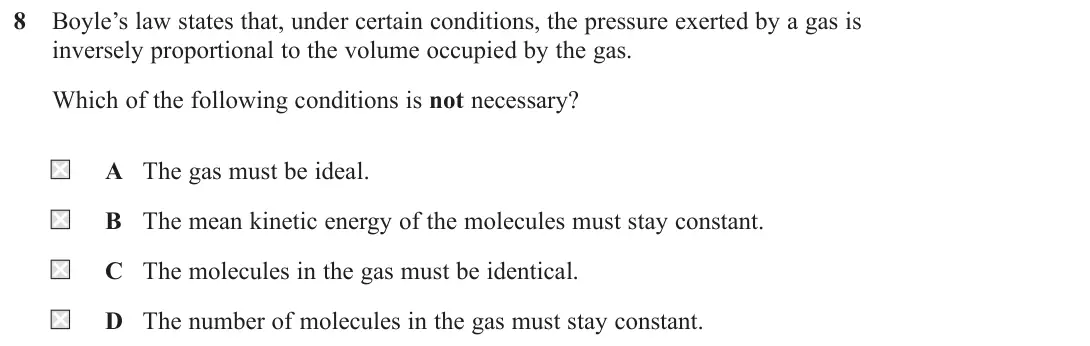 8 Boyle’s law states that, under certain conditions, the pressure exerted by a gas is
inversely proportional to the volume occupied by the gas.
Which of the following conditions is not necessary?
A The gas must be ideal.
B The mean kinetic energy of the molecules must stay constant.
C The molecules in the gas must be identical.
D The number of molecules in the gas must stay constant.